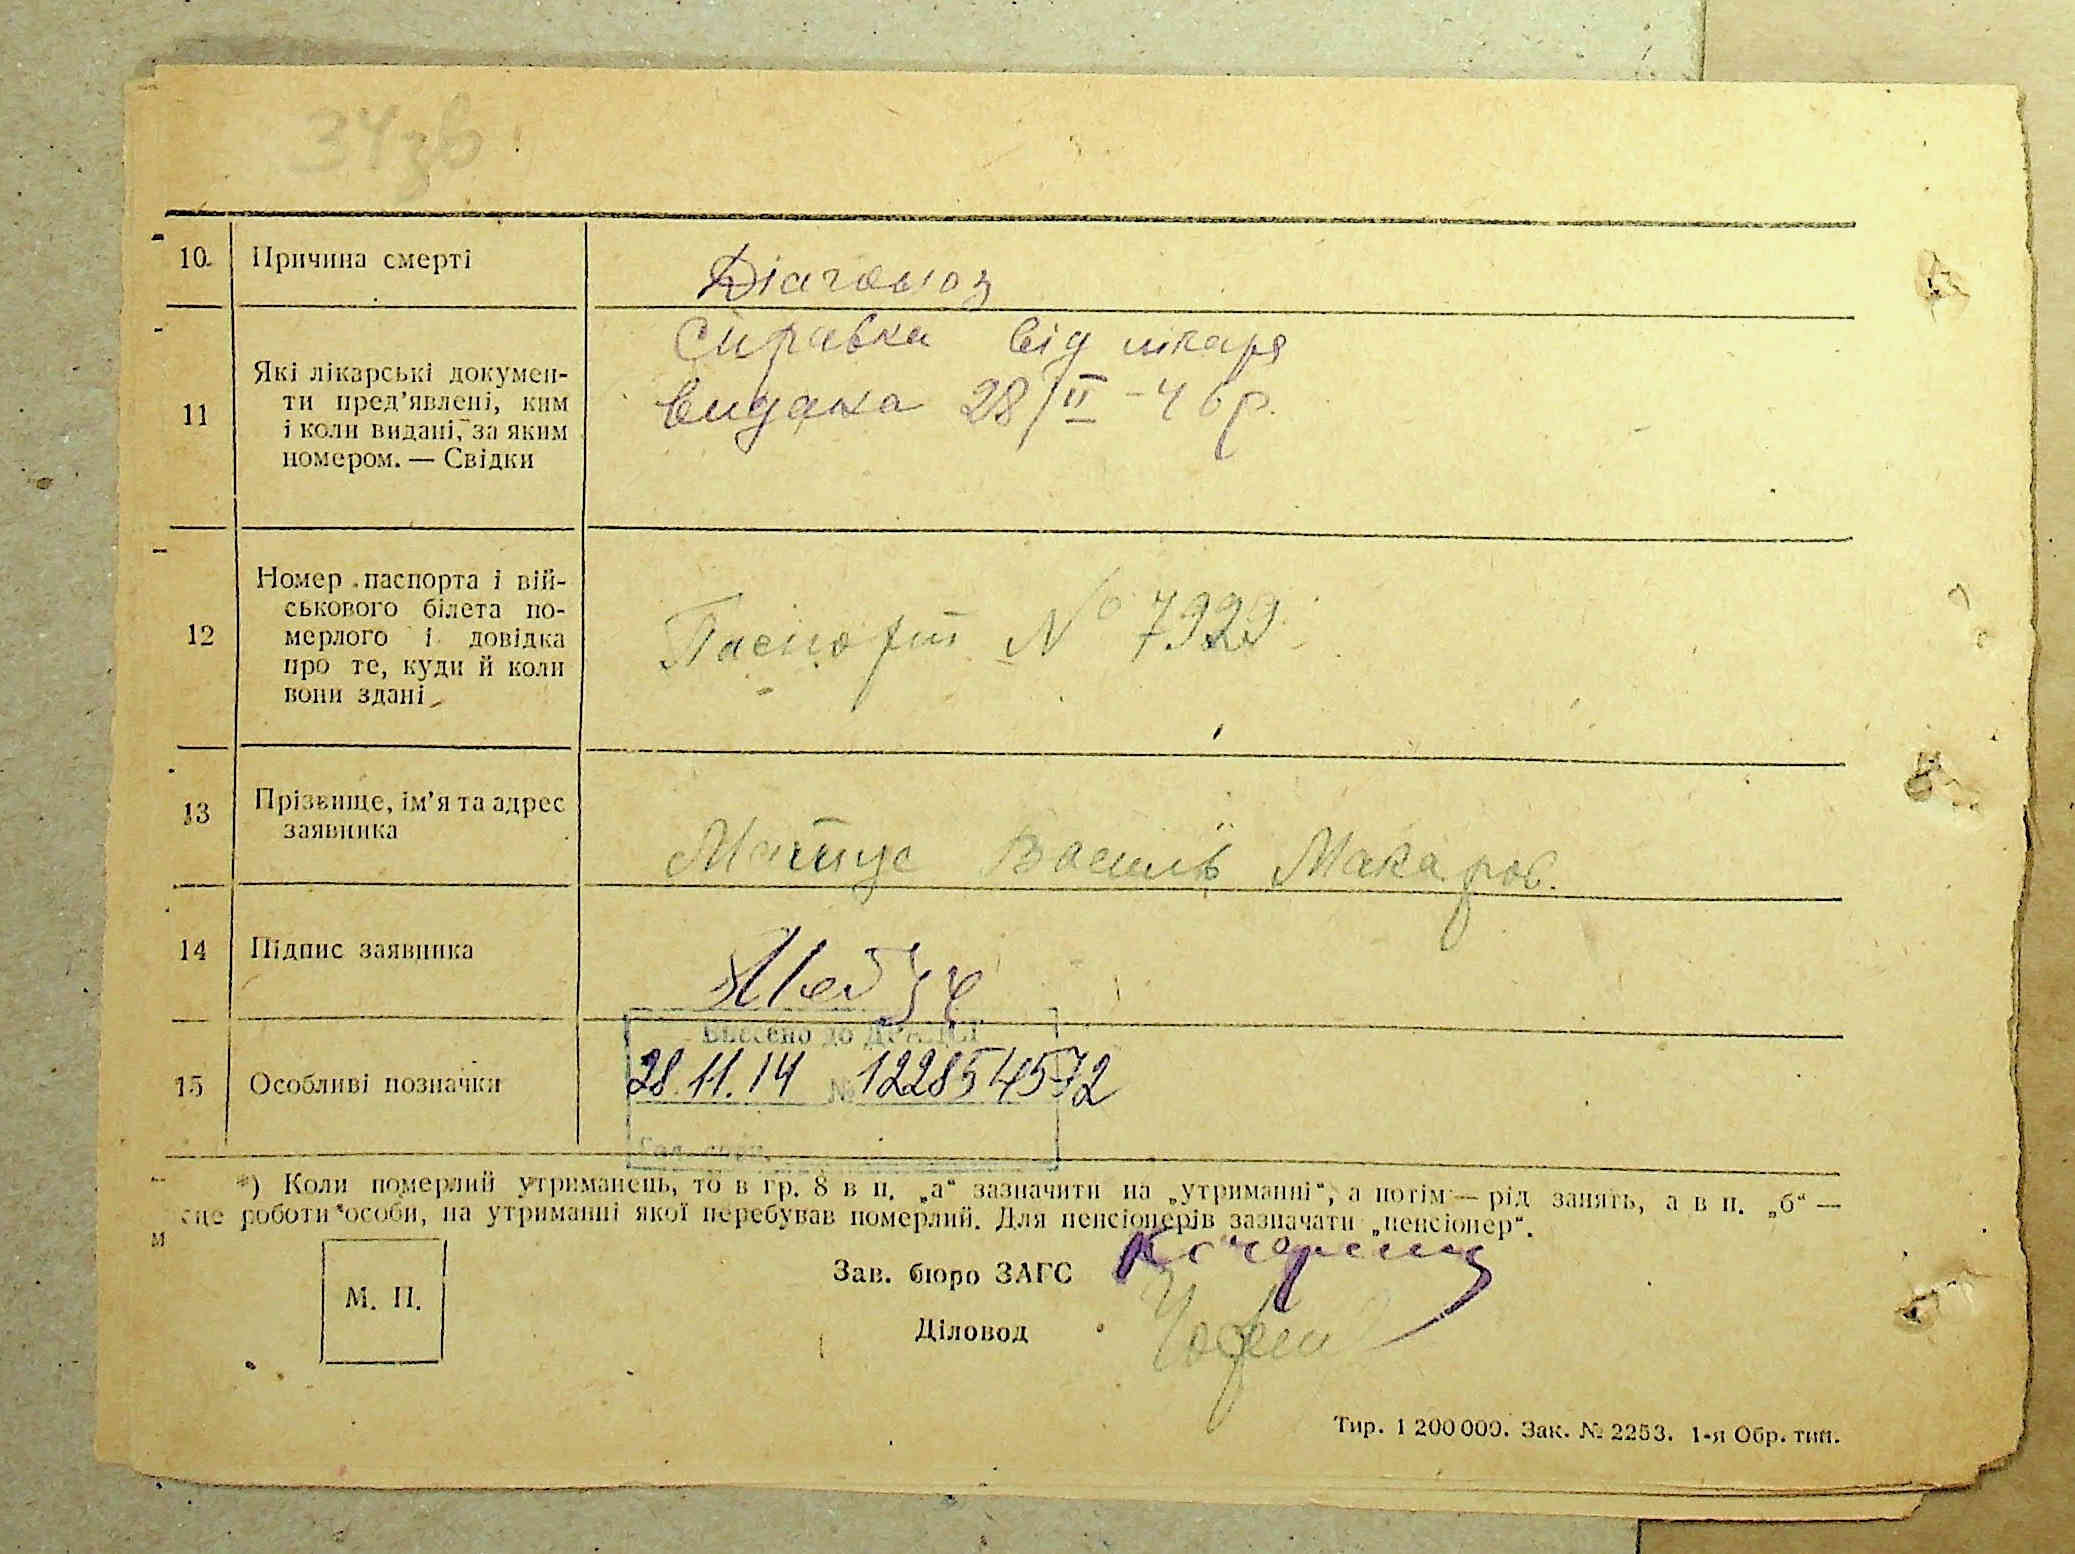 34зв
10. Причина смерті
Діагоноз
11 Які лікарські докумен-
ти пред’явлені, ким
і коли видані, за яким
номером. — Свідки
Справка від лікаря
видана 28/II – 46 р.
12 Номер паспорта і вій-
ськового білета по-
мерлого і довідка
про те, куди й коли
вони здані
Паспорт № 7929
13 Прізвище, ім’я та адрес
заявника
Василь Макаров.
14 Підпис заявника
15 Особливі позначки
Внесено до
28.11.14 № 122854572
*) Коли померлий утриманець, то в гр. 8 в п. „а“ зазначити на „утриманні“, а потім — рід занять, а в п. „б“ —
сце роботи особи, на утриманні якої перебував померлий. Для пенсіонерів зазначати „пенсіонер“.
М. П.
Зав. бюро ЗАГС
Діловод
Тир. 1 200 000. Зак. № 2253. 1-я Обр. тип.